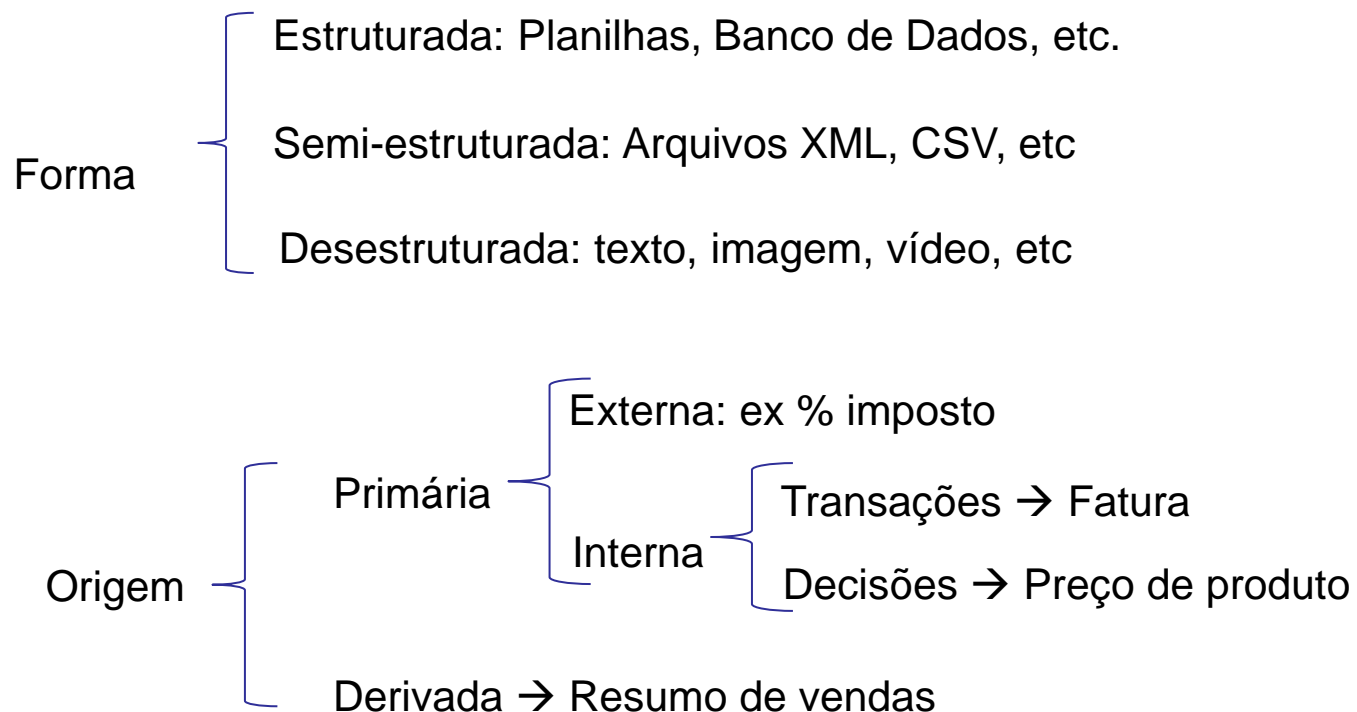 Estruturada: Planilhas, Banco de Dados, etc.
Semi-estruturada: Arquivos XML, CSV, etc
Forma
Desestruturada: texto, imagem, vídeo, etc
Externa: ex % imposto
Primária
Transações → Fatura
Interna
Origem
Decisões → Preço de produto
Derivada → Resumo de vendas